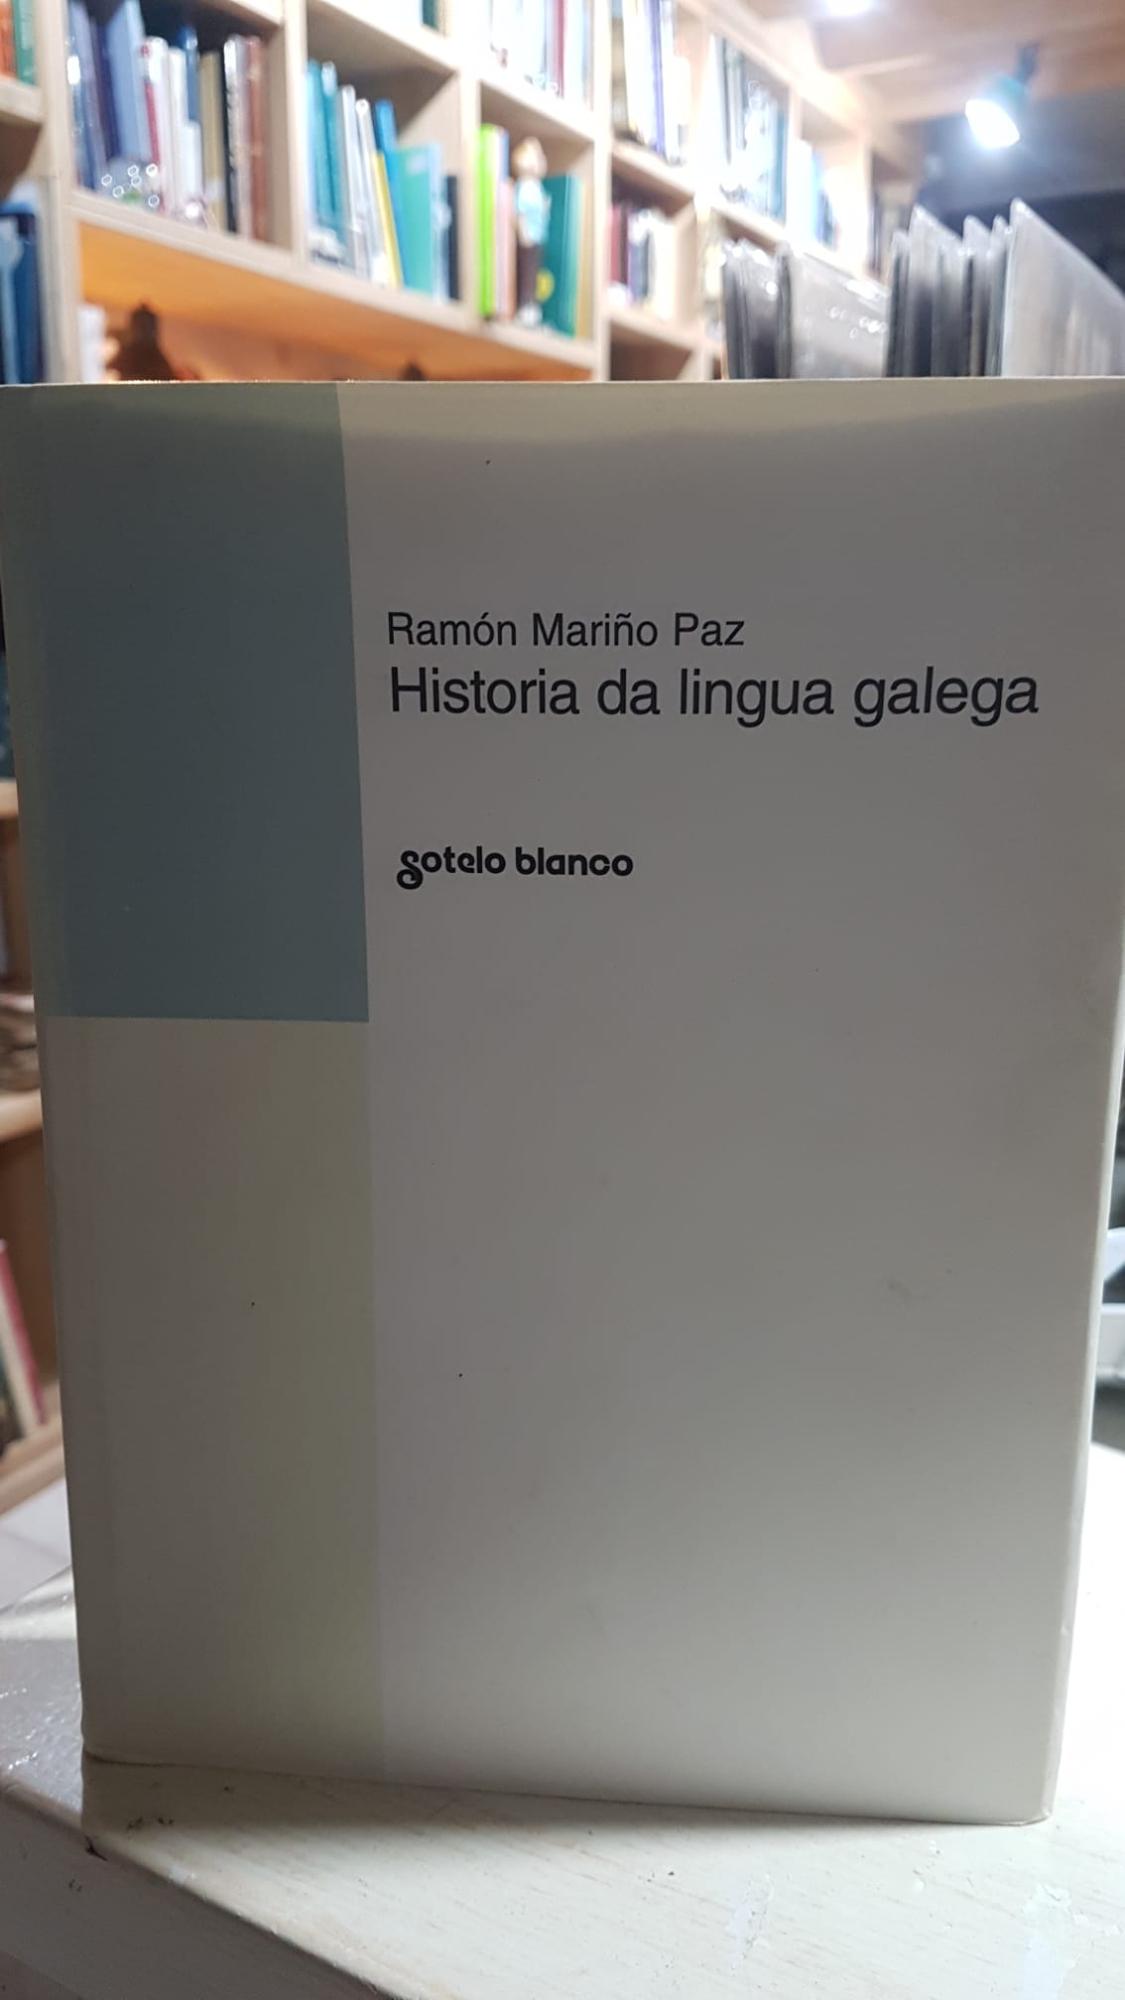 Ramón Mariño Paz
Historia da lingua galega
sotelo blanco